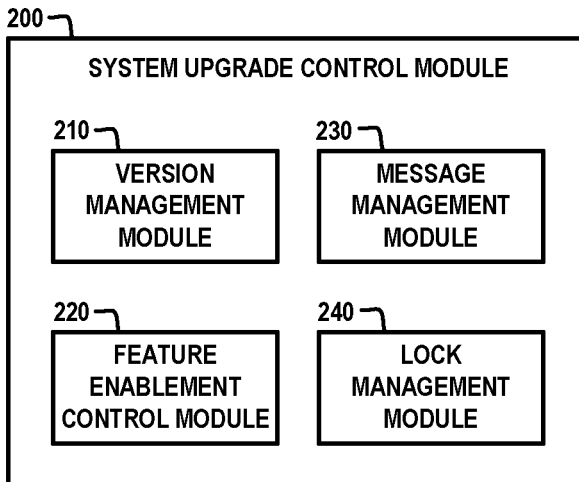 200
SYSTEM UPGRADE CONTROL MODULE
210
VERSION
MANAGEMENT
MODULE
230
MESSAGE
MANAGEMENT
MODULE
220
FEATURE
ENABLEMENT
CONTROL MODULE
240
LOCK
MANAGEMENT
MODULE